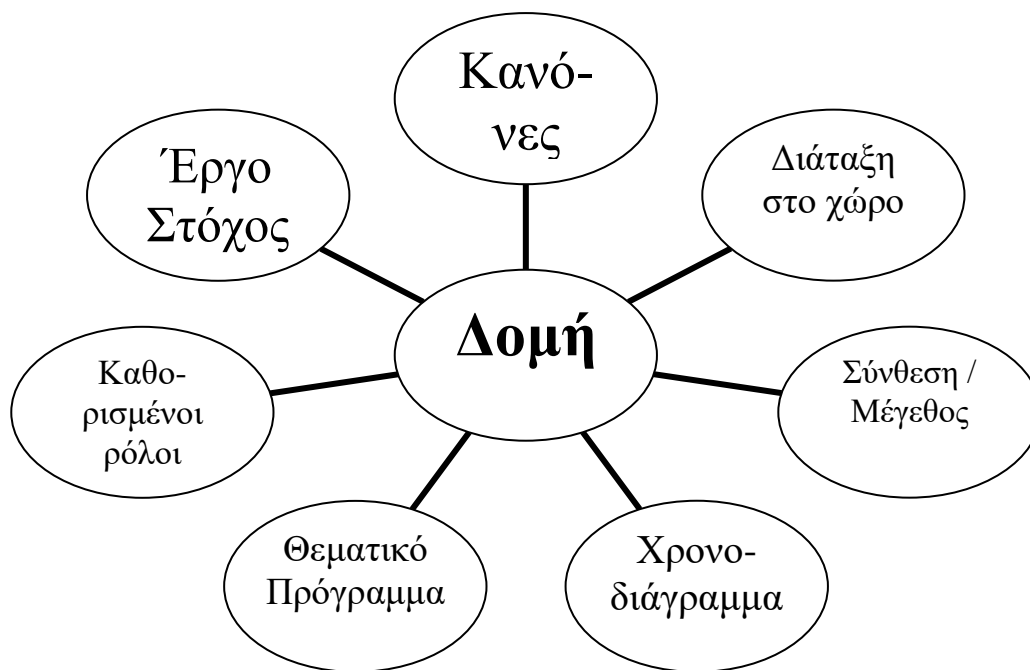 Κανό-
νες
Έργο
Στόχος
Διάταξη
στο χώρο
Δομή
Καθο-
ρισμένοι
ρόλοι
Σύνθεση /
Μέγεθος
Θεματικό
Πρόγραμμα
Χρονο-
διάγραμμα